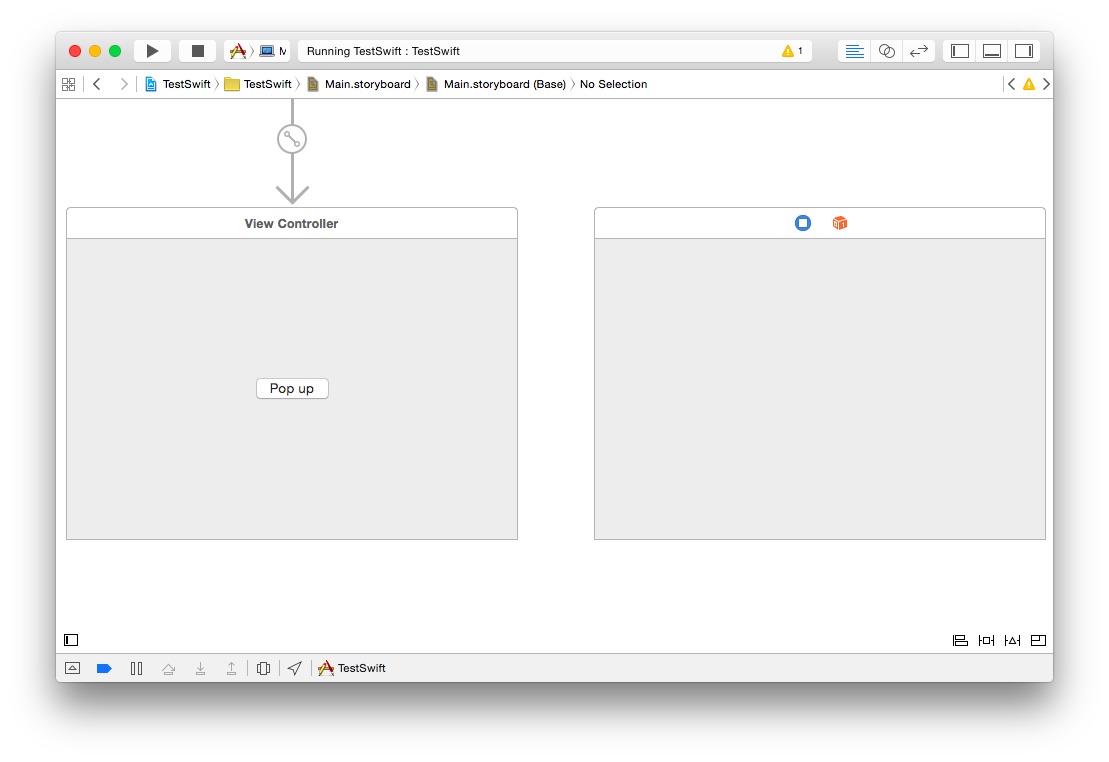 M Running TestSwift : TestSwift 1
TestSwift TestSwift Main.storyboard Main.storyboard (Base) No Selection
View Controller
Pop up
TestSwift